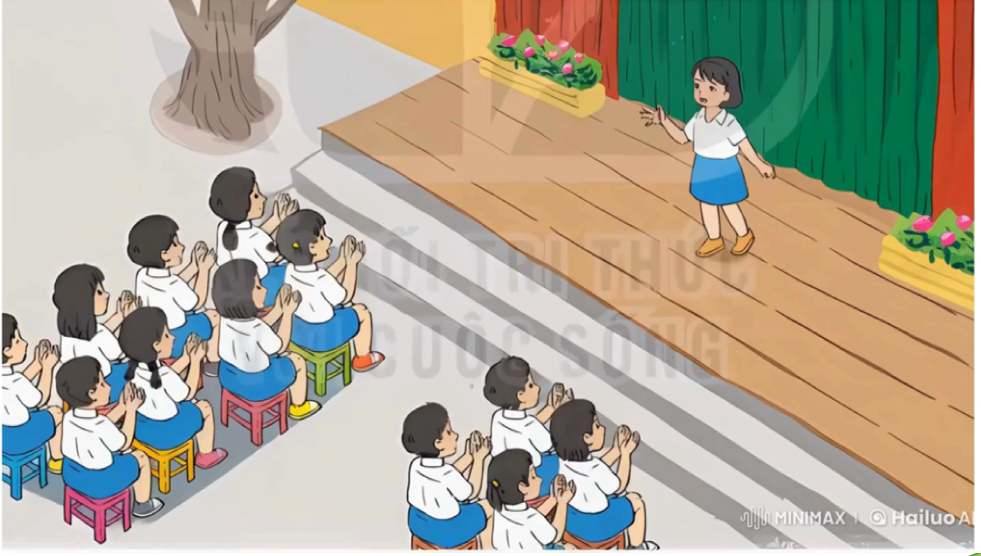 KẾT NỐI TRI THỨC
VỚI CUỘC SỐNG
MINIMAX | Hailuo AI